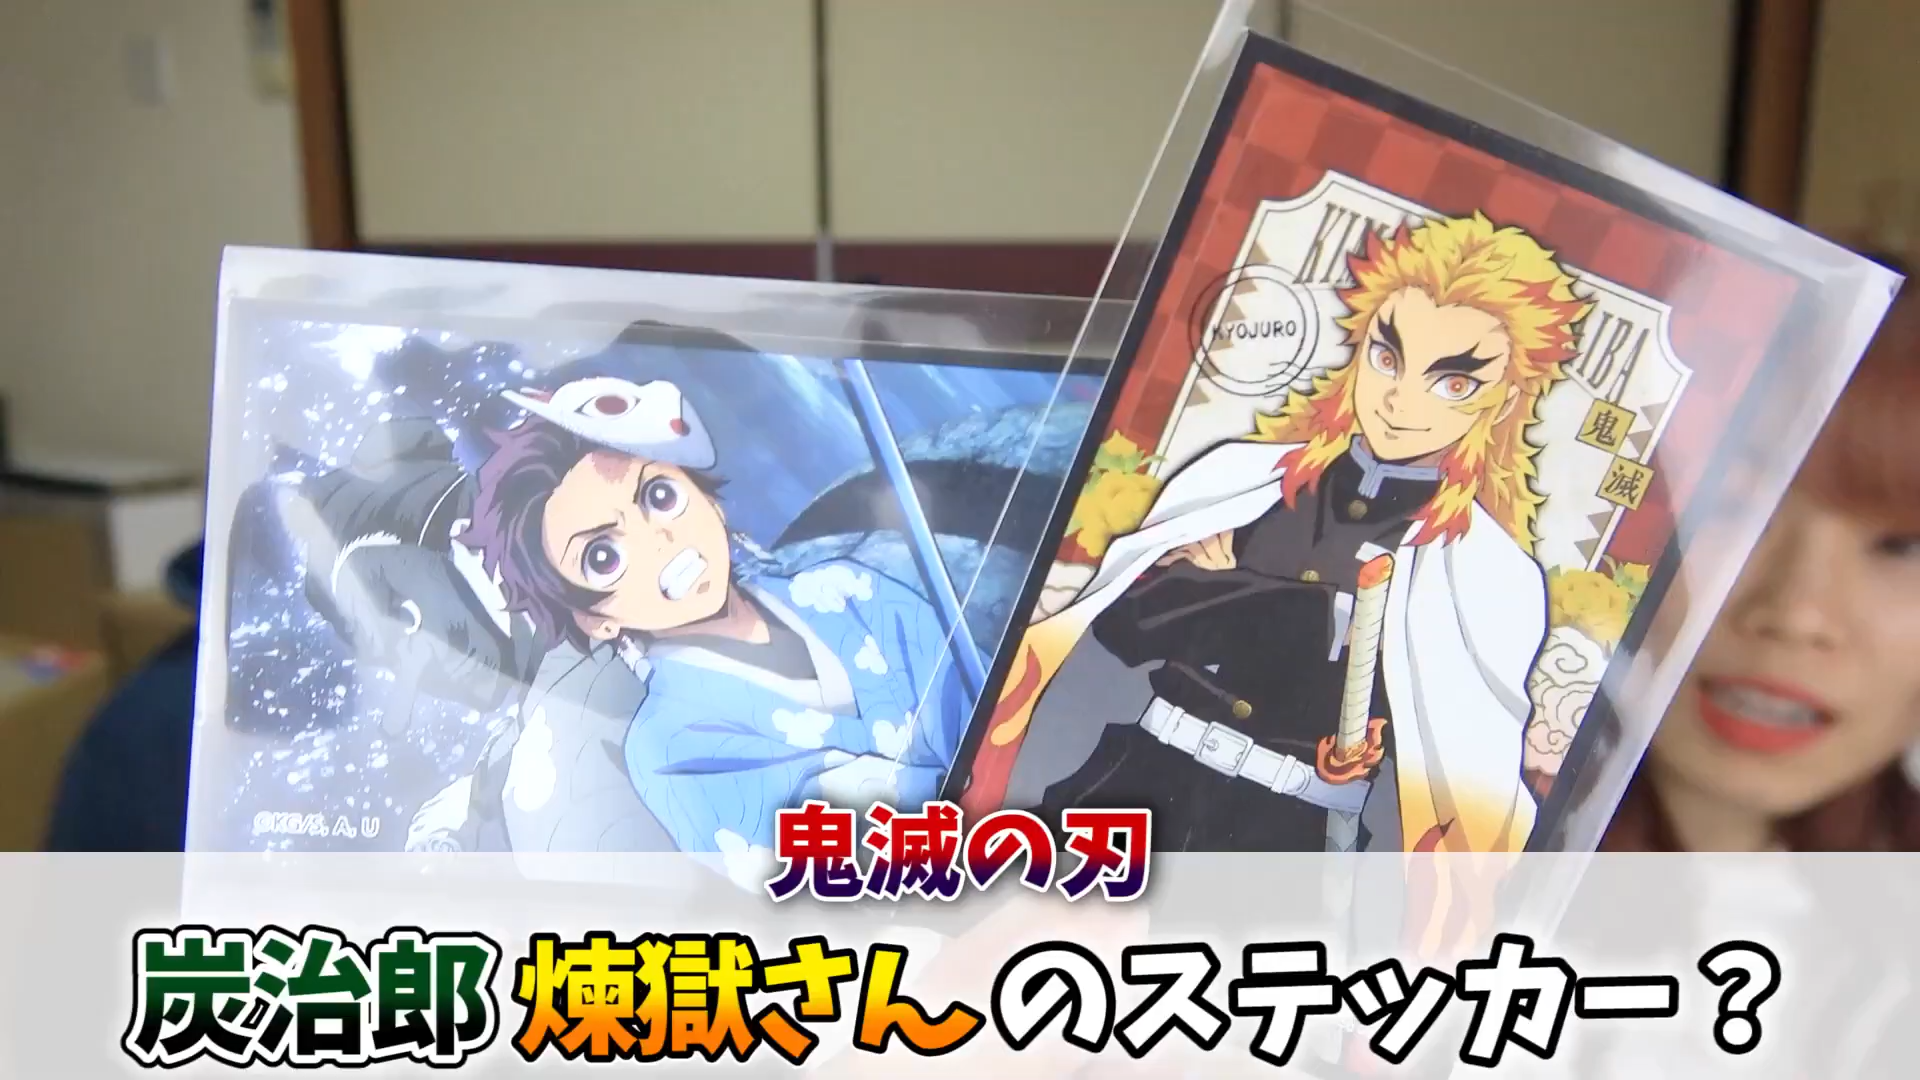 KYOJURO
AIBA
鬼
滅
©KG/S, A, U
鬼滅の刃
炭治郎 煉獄さんのステッカー？